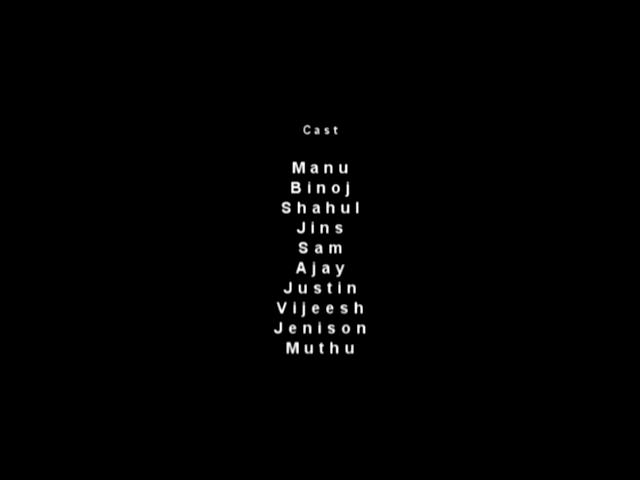 Cast
Manu
Binoj
Shahul
Jins
Sam
Ajay
Justin
Vijeesh
Jenison
Muthu